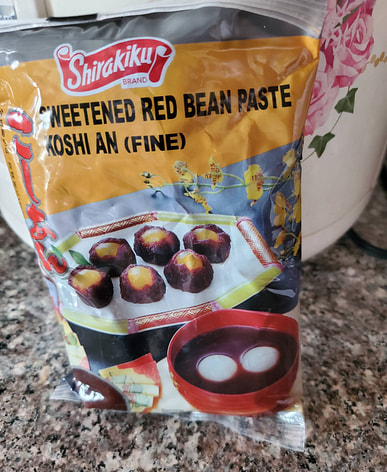 Shirakiku
BRAND
SWEETENED RED BEAN PASTE
KOSHI AN (FINE)